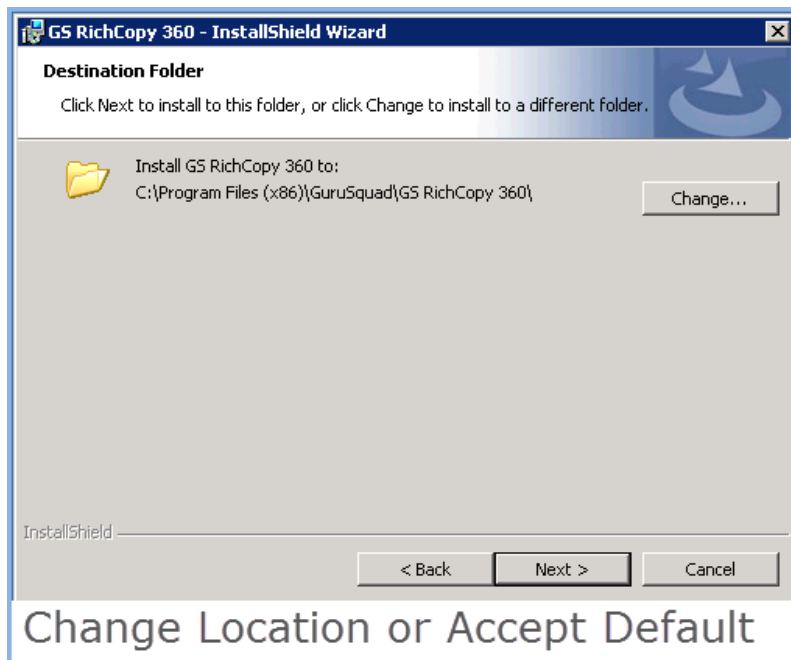 GS RichCopy 360 - InstallShield Wizard
Destination Folder
Click Next to install to this folder, or click Change to install to a different folder.
Install GS RichCopy 360 to:
C:\Program Files (x86)\GuruSquad\GS RichCopy 360\
Change...
InstallShield
< Back
Next >
Cancel
Change Location or Accept Default